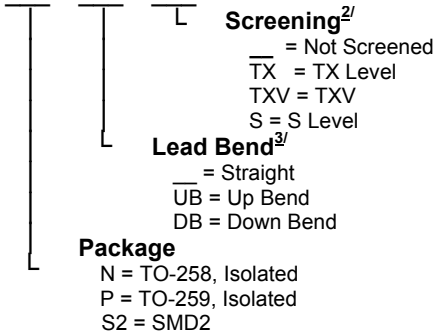 Screening2/
__ = Not Screened
TX = TX Level
TXV = TXV
S = S Level
Lead Bend3/
__ = Straight
UB = Up Bend
DB = Down Bend
Package
N = TO-258, Isolated
P = TO-259, Isolated
S2 = SMD2